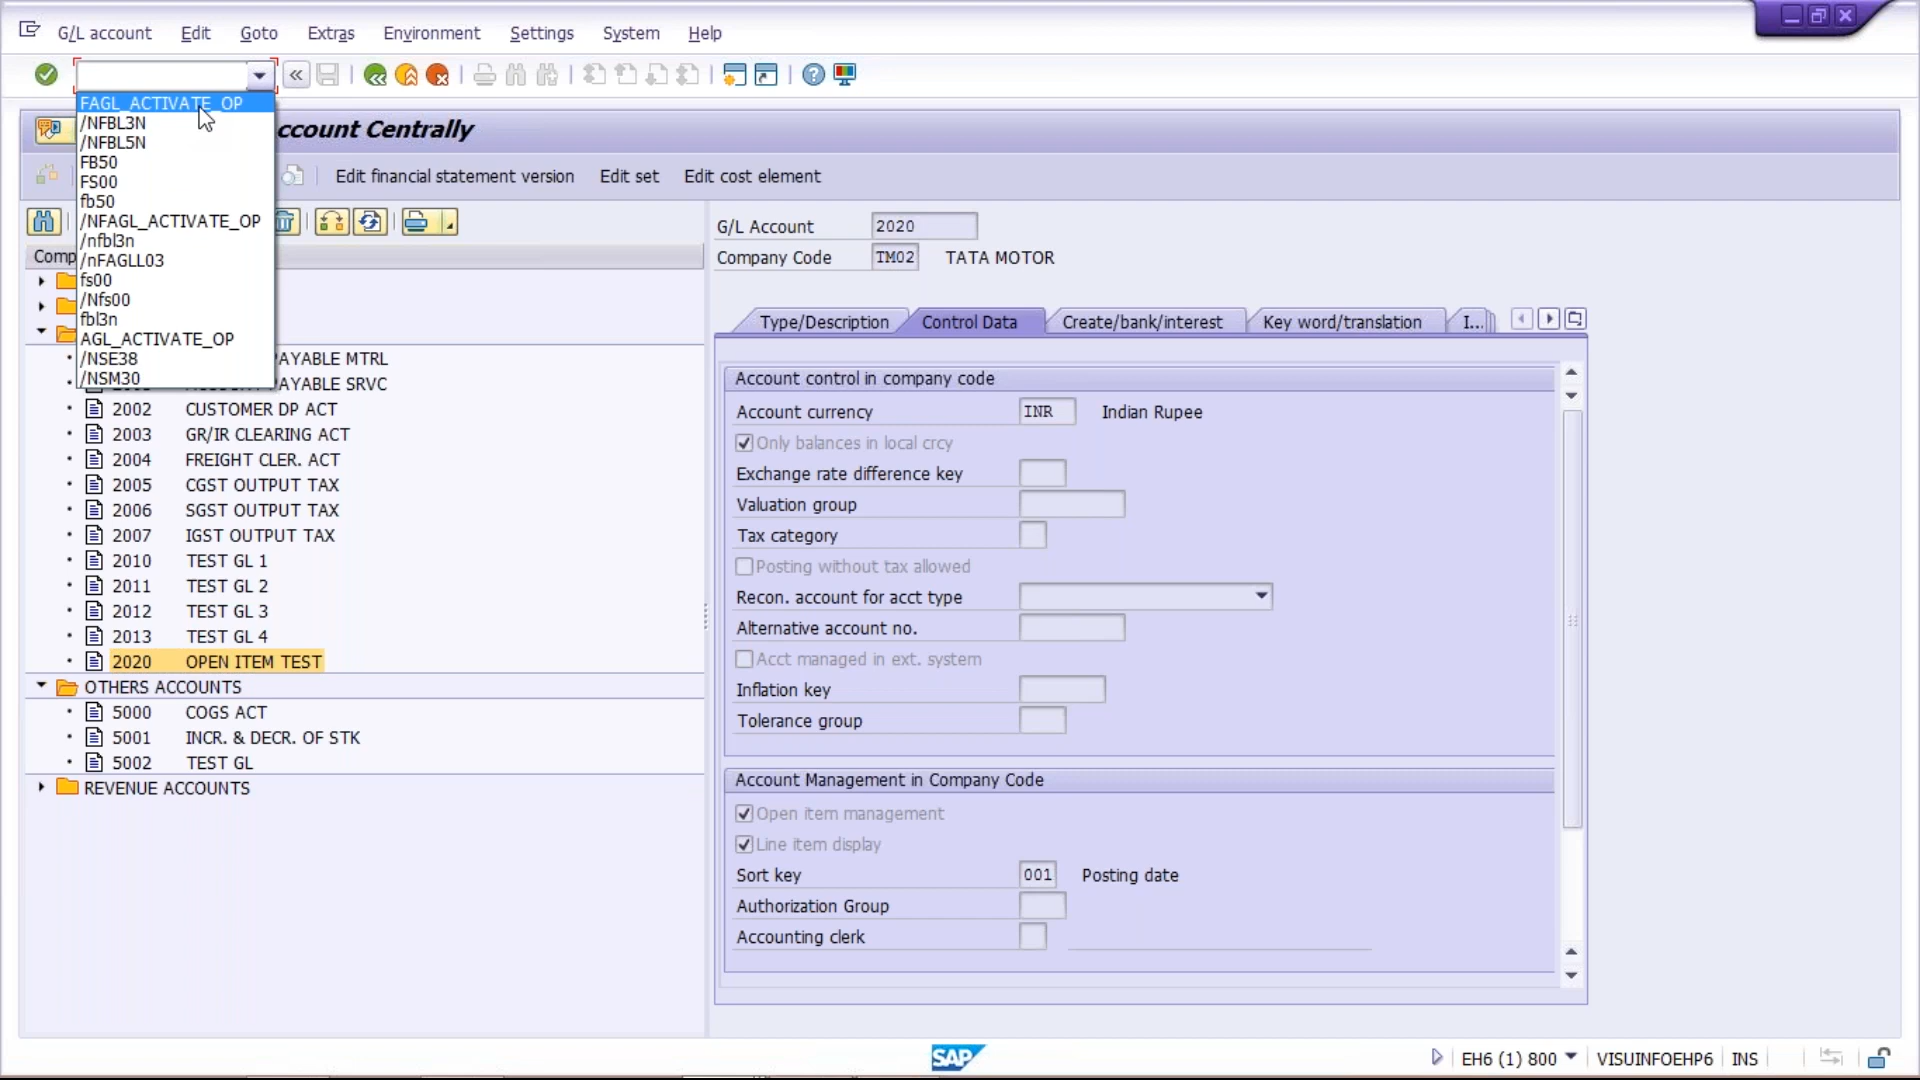 G/L account Edit Goto Extras Environment Settings System Help
FAGL_ACTIVATE_OP
/NFBL3N
/NFBL5N
FB50
FS00
fb50
/NFAGL_ACTIVATE_OP
/nfbl3n
/nFAGLL03
fs00
/Nfs00
fbl3n
AGL_ACTIVATE_OP
/NSE38
/NSM30
ccount Centrally
Edit financial statement version Edit set Edit cost element
Comp
PAYABLE MTRL
PAYABLE SRVC
2002 CUSTOMER DP ACT
2003 GR/IR CLEARING ACT
2004 FREIGHT CLER. ACT
2005 CGST OUTPUT TAX
2006 SGST OUTPUT TAX
2007 IGST OUTPUT TAX
2010 TEST GL 1
2011 TEST GL 2
2012 TEST GL 3
2013 TEST GL 4
2020 OPEN ITEM TEST
OTHERS ACCOUNTS
5000 COGS ACT
5001 INCR. & DECR. OF STK
5002 TEST GL
REVENUE ACCOUNTS
G/L Account 2020
Company Code TM02 TATA MOTOR
Type/Description Control Data Create/bank/interest Key word/translation I...
Account control in company code
Account currency INR Indian Rupee
Only balances in local crcy
Exchange rate difference key
Valuation group
Tax category
Posting without tax allowed
Recon. account for acct type
Alternative account no.
Acct managed in ext. system
Inflation key
Tolerance group
Account Management in Company Code
Open item management
Line item display
Sort key 001 Posting date
Authorization Group
Accounting clerk
SAP EH6 (1) 800 VISUINFOEHP6 INS